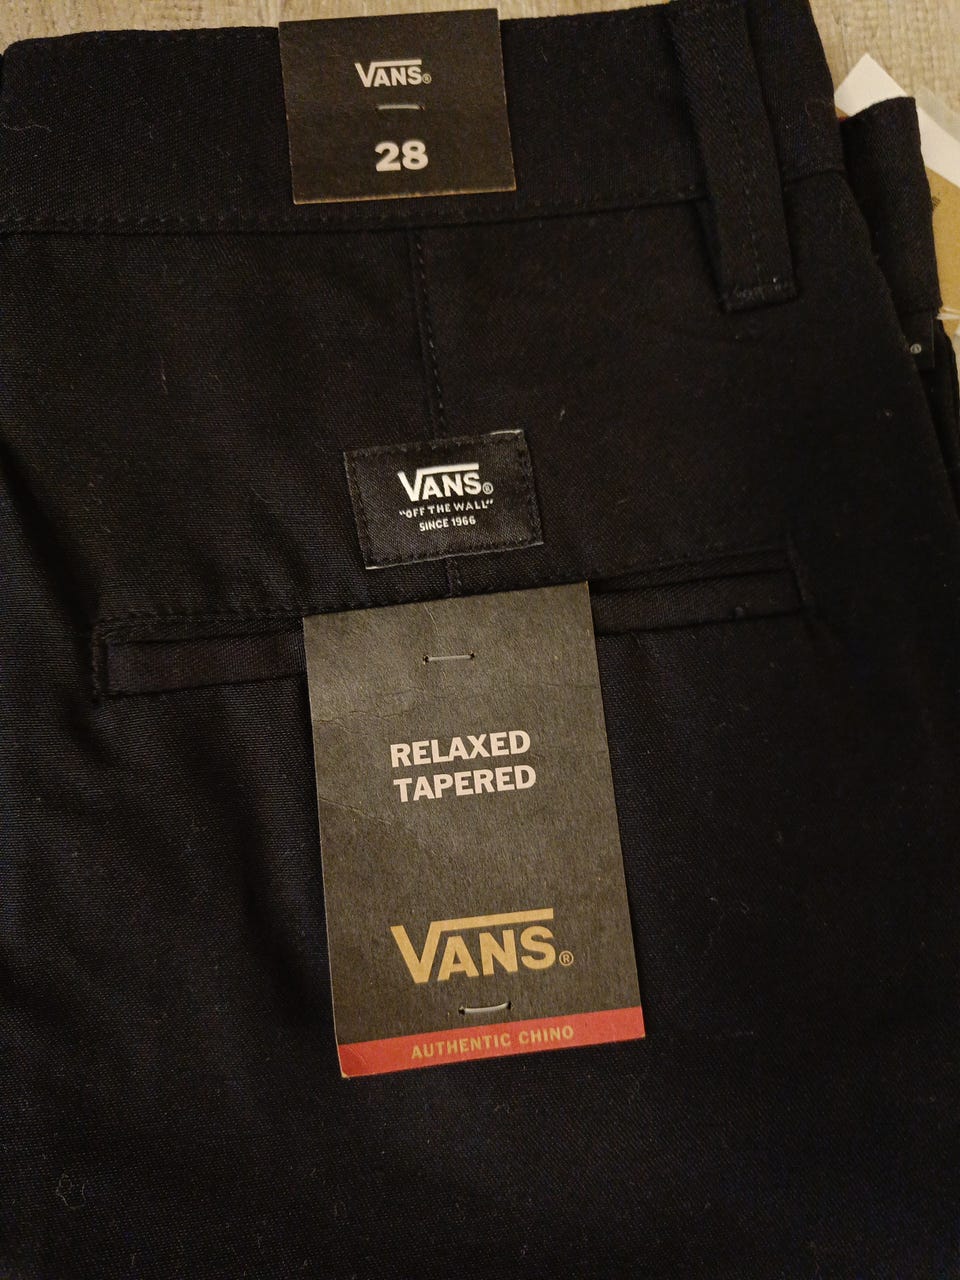 VANS®
28
VANS®
"OFF THE WALL"
SINCE 1966
RELAXED
TAPERED
VANS®
AUTHENTIC CHINO